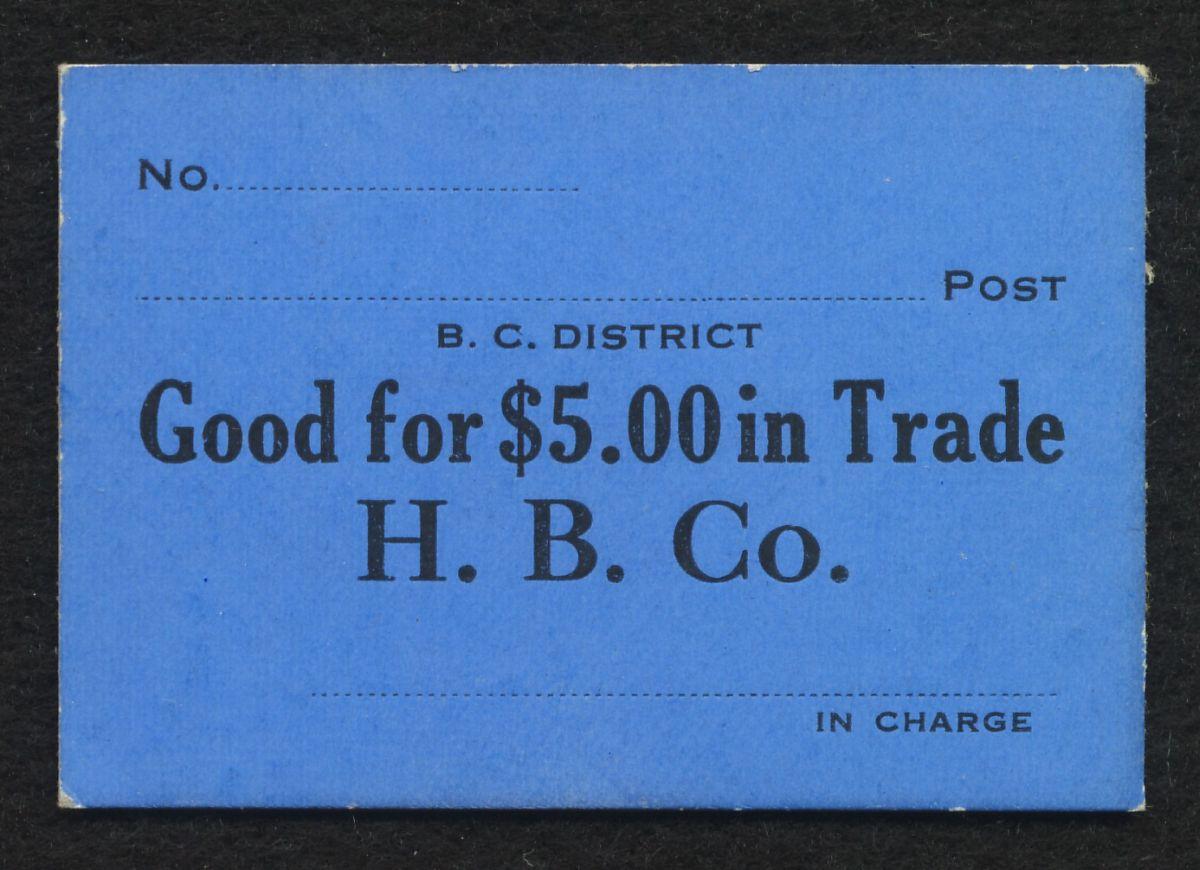 No.
Post
B. C. DISTRICT
Good for $5.00 in Trade
H. B. Co.
IN CHARGE